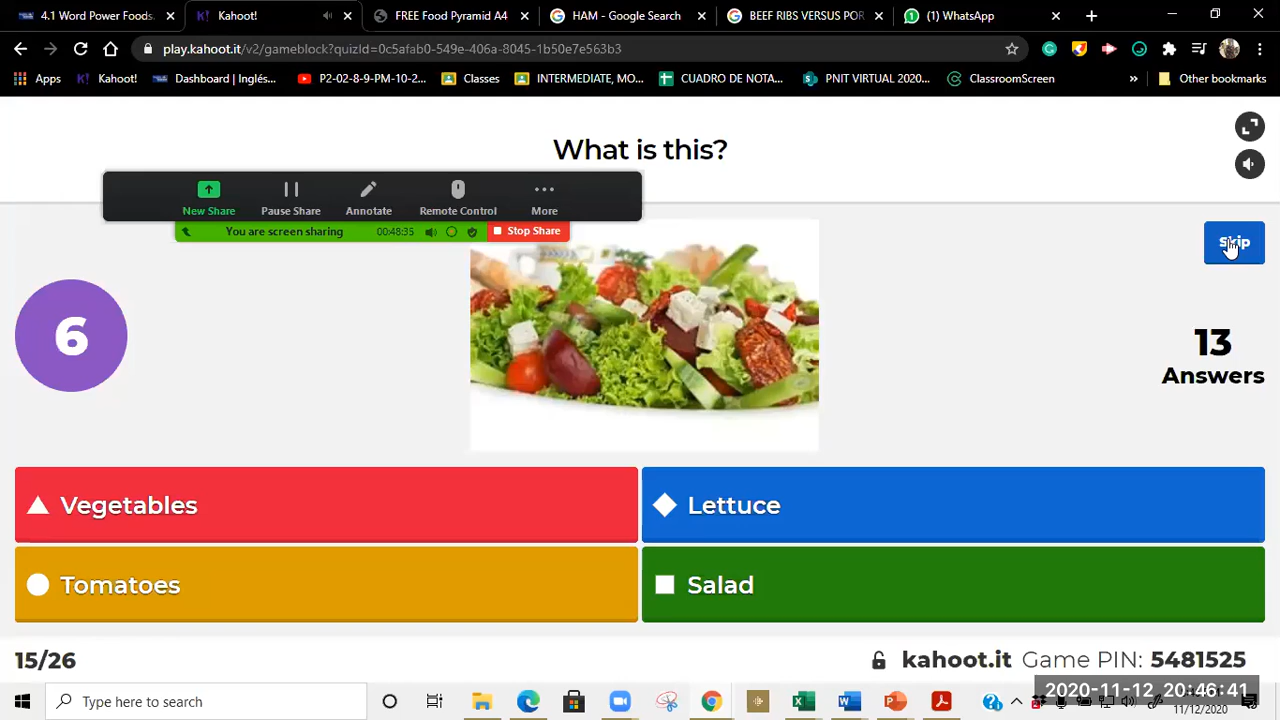 4.1 Word Power Foods.
Kahoot!
FREE Food Pyramid A4
HAM - Google Search
BEEF RIBS VERSUS POR
(1) WhatsApp
play.kahoot.it/v2/gameblock?quizId=0c5afab0-549e-406a-8045-1b50e7e563b3
Apps
Kahoot!
Dashboard | Inglés...
P2-02-8-9-PM-10-2...
Classes
INTERMEDIATE, MO...
CUADRO DE NOTA...
PNIT VIRTUAL 2020...
ClassroomScreen
»
Other bookmarks
What is this?
New Share
Pause Share
Annotate
Remote Control
More
You are screen sharing
00:48:35
Stop Share
Skip
6
13
Answers
Vegetables
Lettuce
Tomatoes
Salad
15/26
kahoot.it Game PIN: 5481525
Type here to search
2020-11-12 20:46:41
11/12/2020